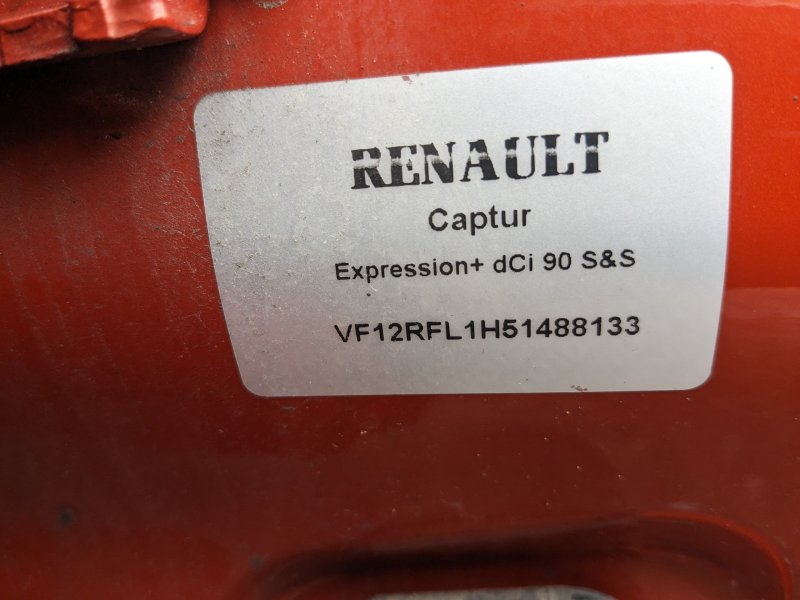 RENAULT
Captur
Expression+ dCi 90 S&S
VF12RFL1H51488133